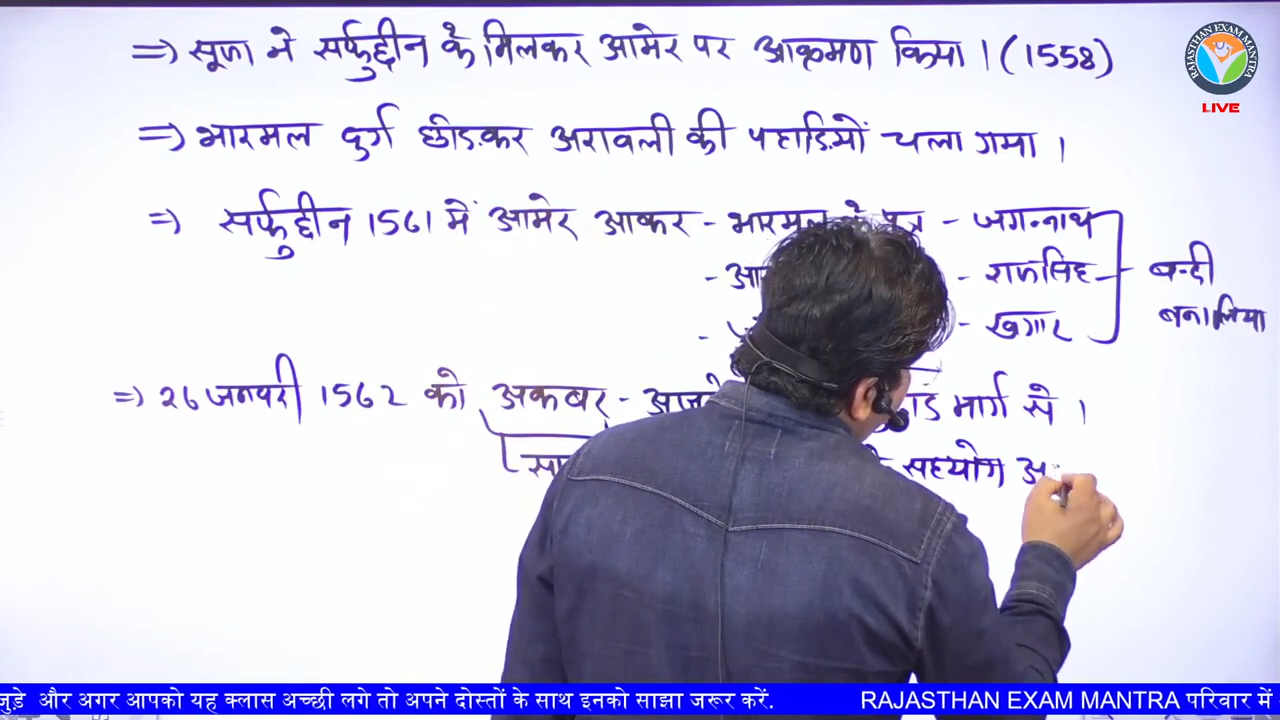 ⇒ सूजा ने सर्फुद्दीन के मिलकर आमेर पर आक्रमण किया। (1558)
RAJASTHAN EXAM MANTRA
LIVE
⇒ भारमल दुर्ग छोडकर अरावली की पहाडियों चला गया।
⇒ सर्फुद्दीन 1561 में आमेर आकर - भारमल के पुत्र - जगन्नाथ
- राजसिंह
- खगार
बन्दी
बनालिया
⇒ 26 जनवरी 1562 को अकबर - मार्ग से।
सहयोग
जुड़े और अगर आपको यह क्लास अच्छी लगे तो अपने दोस्तों के साथ इनको साझा जरूर करें. RAJASTHAN EXAM MANTRA परिवार में